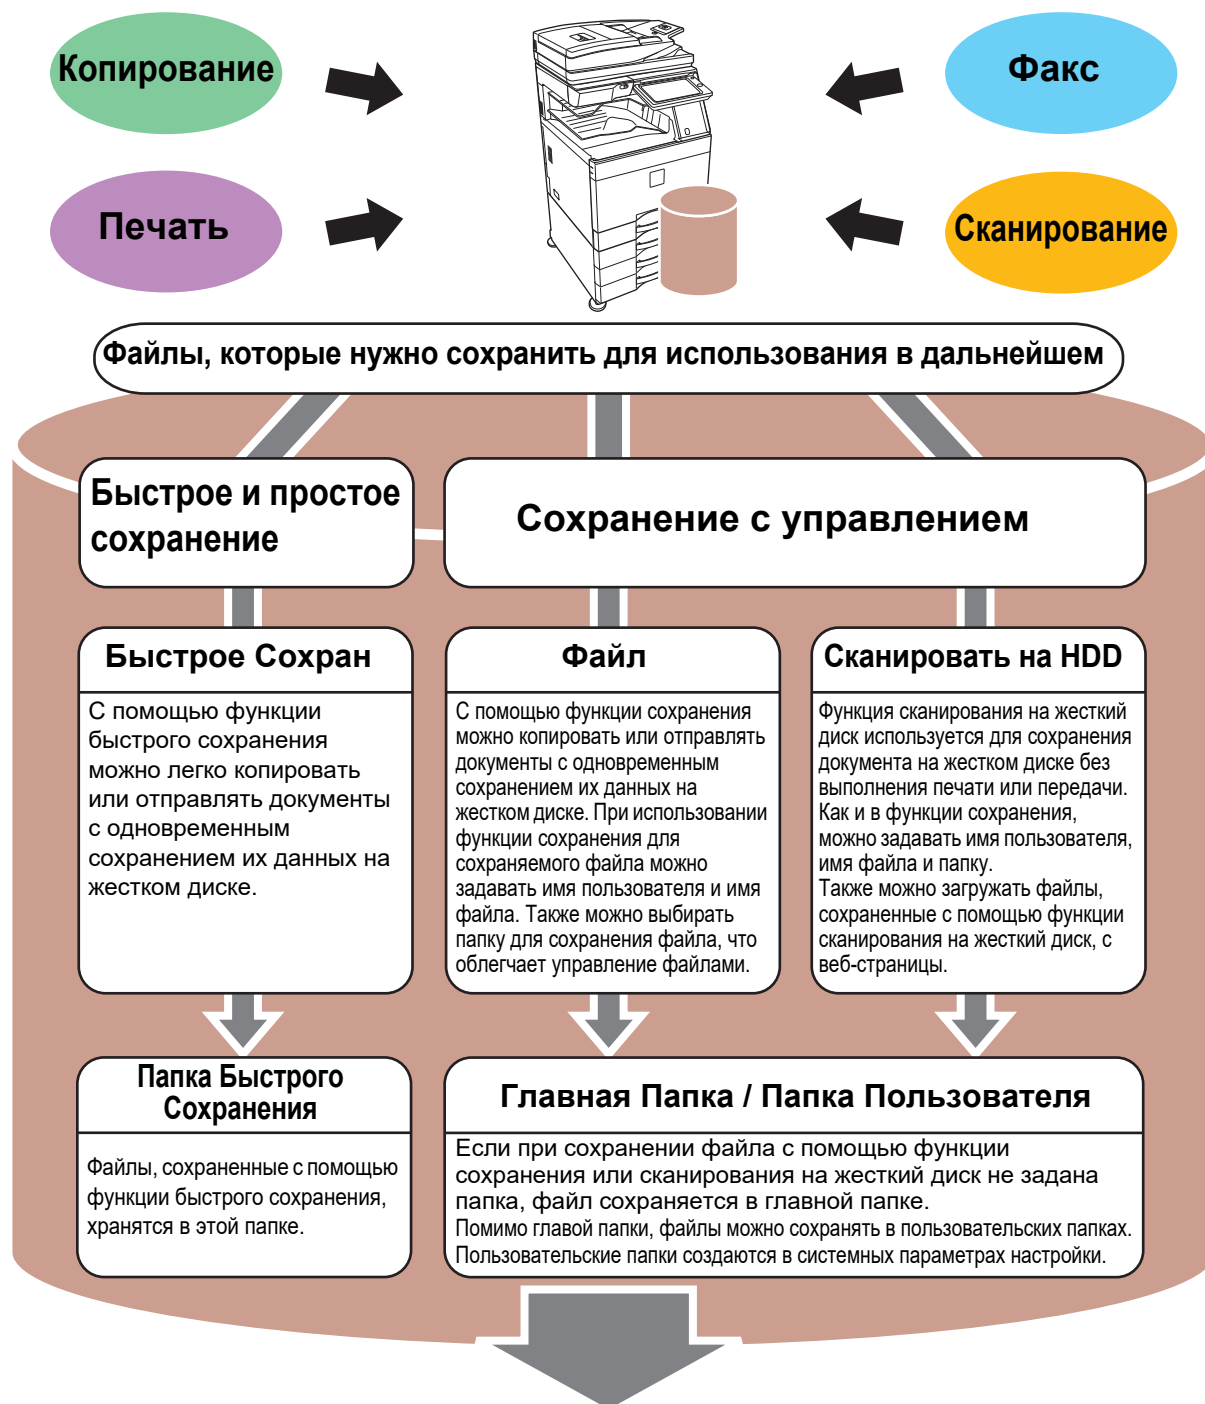 Копирование
Факс
Печать
Сканирование
Файлы, которые нужно сохранить для использования в дальнейшем
Быстрое и простое
сохранение
Сохранение с управлением
Быстрое Сохран
С помощью функции
быстрого сохранения
можно легко копировать
или отправлять документы
с одновременным
сохранением их данных на
жестком диске.
Файл
С помощью функции сохранения
можно копировать или отправлять
документы с одновременным
сохранением их данных на
жестком диске. При использовании
функции сохранения для
сохраняемого файла можно
задавать имя пользователя и имя
файла. Также можно выбирать
папку для сохранения файла, что
облегчает управление файлами.
Сканировать на HDD
Функция сканирования на жесткий
диск используется для сохранения
документа на жестком диске без
выполнения печати или передачи.
Как и в функции сохранения,
можно задавать имя пользователя,
имя файла и папку.
Также можно загружать файлы,
сохраненные с помощью функции
сканирования на жесткий диск, с
веб-страницы.
Папка Быстрого
Сохранения
Файлы, сохраненные с помощью
функции быстрого сохранения,
хранятся в этой папке.
Главная Папка / Папка Пользователя
Если при сохранении файла с помощью функции
сохранения или сканирования на жесткий диск не задана
папка, файл сохраняется в главной папке.
Помимо главой папки, файлы можно сохранять в пользовательских папках.
Пользовательские папки создаются в системных параметрах настройки.